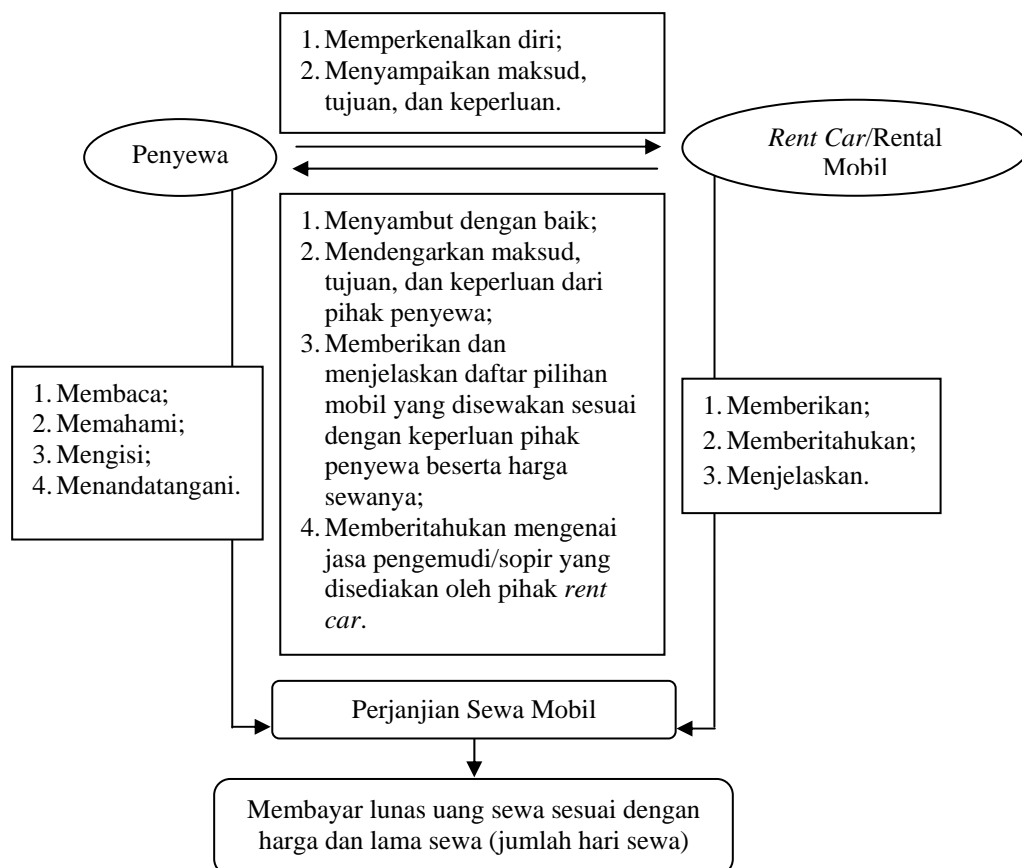 1. Memperkenalkan diri;
2. Menyampaikan maksud,
tujuan, dan keperluan.
Penyewa
Rent Car/Rental
Mobil
1. Menyambut dengan baik;
2. Mendengarkan maksud,
tujuan, dan keperluan dari
pihak penyewa;
3. Memberikan dan
menjelaskan daftar pilihan
mobil yang disewakan sesuai
dengan keperluan pihak
penyewa beserta harga
sewanya;
4. Memberitahukan mengenai
jasa pengemudi/sopir yang
disediakan oleh pihak rent
car.
1. Membaca;
2. Memahami;
3. Mengisi;
4. Menandatangani.
1. Memberikan;
2. Memberitahukan;
3. Menjelaskan.
Perjanjian Sewa Mobil
Membayar lunas uang sewa sesuai dengan
harga dan lama sewa (jumlah hari sewa)